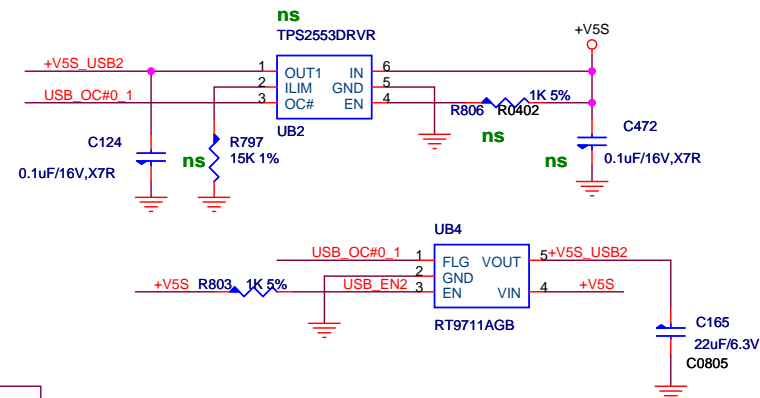 ns
TPS2553DRVR
+V5S
+V5S_USB2
1 OUT1 IN 6
2 ILIM GND 5
USB_OC#0_1
3 OC# EN 4
R806 R0402 1K 5%
UB2
ns
C124
0.1uF/16V,X7R
ns
R797
15K 1%
C472
ns
0.1uF/16V,X7R
UB4
USB_OC#0_1
1 FLG VOUT 5
+V5S_USB2
2 GND
+V5S R803 1K 5% USB_EN2
3 EN VIN 4
+V5S
RT9711AGB
C165
22uF/6.3V
C0805